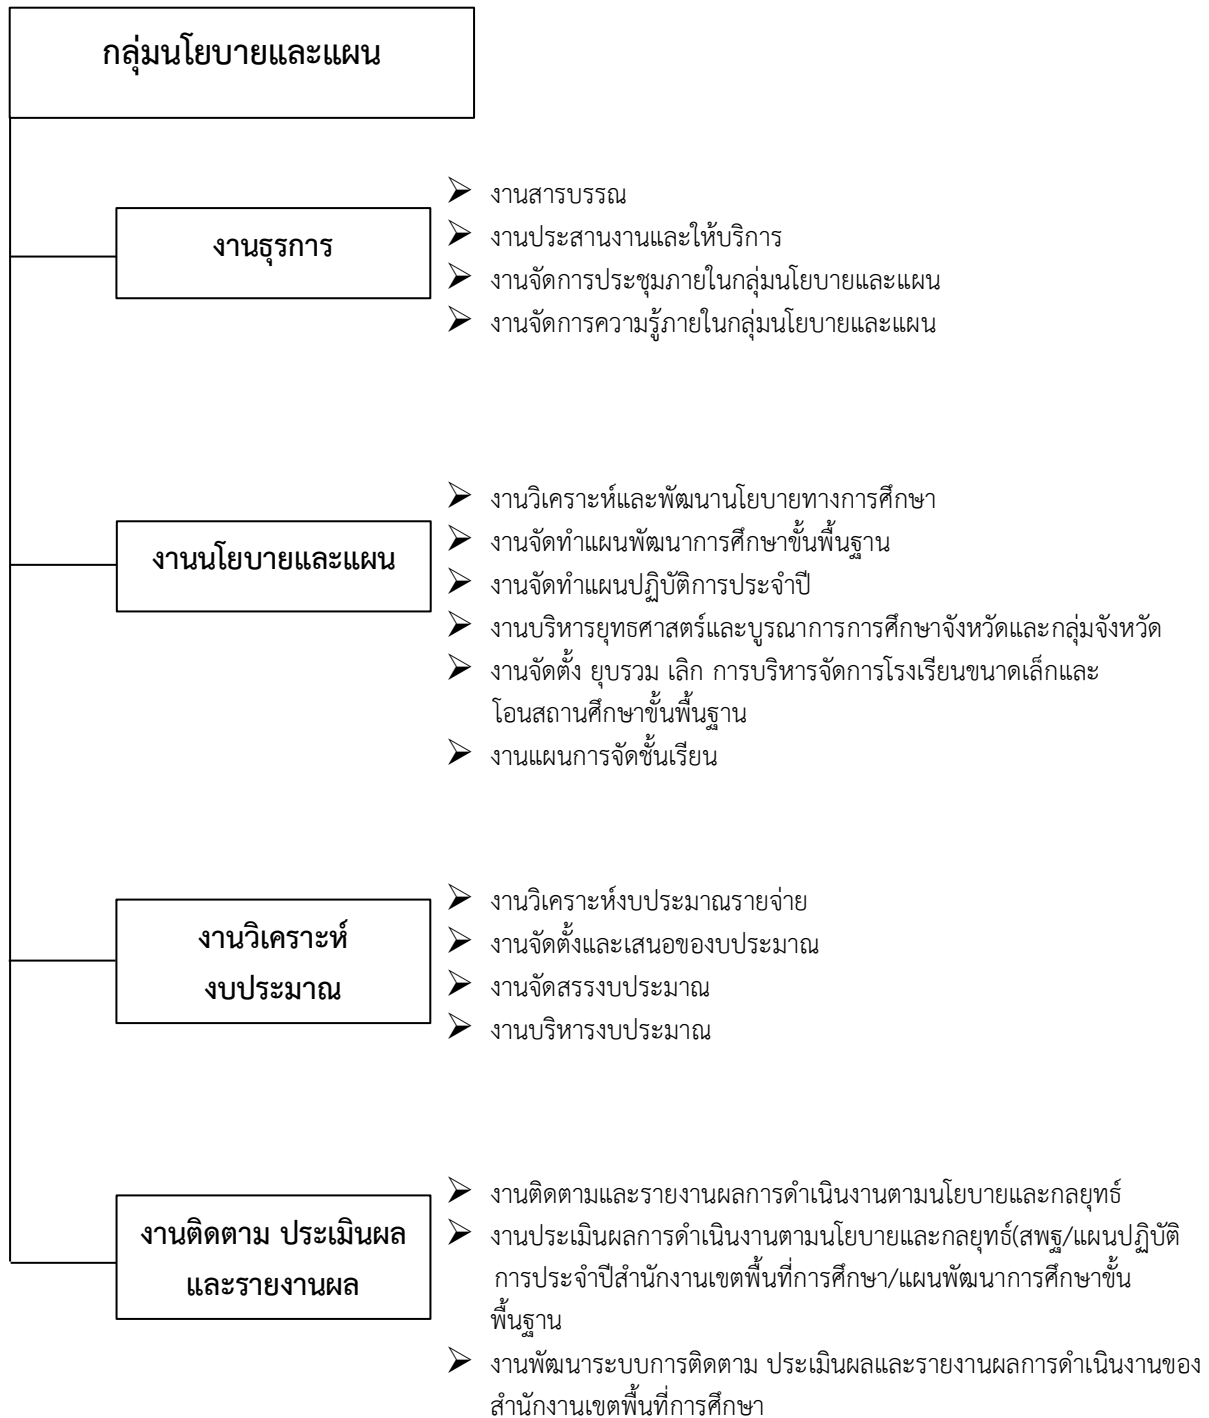 กลุ่มนโยบายและแผน
งานธุรการ
➢ งานสารบรรณ
➢ งานประสานงานและให้บริการ
➢ งานจัดการประชุมภายในกลุ่มนโยบายและแผน
➢ งานจัดการความรู้ภายในกลุ่มนโยบายและแผน
งานนโยบายและแผน
➢ งานวิเคราะห์และพัฒนานโยบายทางการศึกษา
➢ งานจัดทำแผนพัฒนาการศึกษาขั้นพื้นฐาน
➢ งานจัดทำแผนปฏิบัติการประจำปี
➢ งานบริหารยุทธศาสตร์และบูรณาการการศึกษาจังหวัดและกลุ่มจังหวัด
➢ งานจัดตั้ง ยุบรวม เลิก การบริหารจัดการโรงเรียนขนาดเล็กและ
โอนสถานศึกษาขั้นพื้นฐาน
➢ งานแผนการจัดชั้นเรียน
งานวิเคราะห์
งบประมาณ
➢ งานวิเคราะห์งบประมาณรายจ่าย
➢ งานจัดตั้งและเสนอของบประมาณ
➢ งานจัดสรรงบประมาณ
➢ งานบริหารงบประมาณ
งานติดตาม ประเมินผล
และรายงานผล
➢ งานติดตามและรายงานผลการดำเนินงานตามนโยบายและกลยุทธ์
➢ งานประเมินผลการดำเนินงานตามนโยบายและกลยุทธ์(สพฐ/แผนปฏิบัติ
การประจำปีสำนักงานเขตพื้นที่การศึกษา/แผนพัฒนาการศึกษาขั้น
พื้นฐาน
➢ งานพัฒนาระบบการติดตาม ประเมินผลและรายงานผลการดำเนินงานของ
สำนักงานเขตพื้นที่การศึกษา